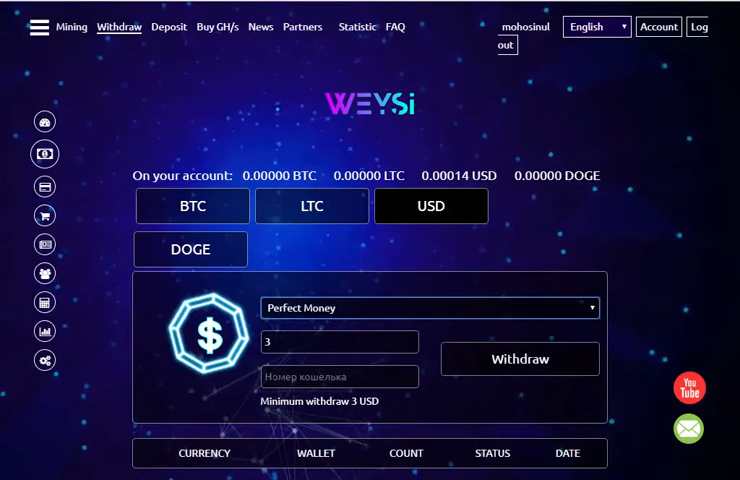 Mining Withdraw Deposit Buy GH/s News Partners Statistic FAQ mohosinul English Account Log
out
WEYSi
On your account: 0.00000 BTC 0.00000 LTC 0.00014 USD 0.00000 DOGE
BTC LTC USD
DOGE
$
Perfect Money
3
Withdraw
Номер кошелька
Minimum withdraw 3 USD
You
Tube
CURRENCY WALLET COUNT STATUS DATE